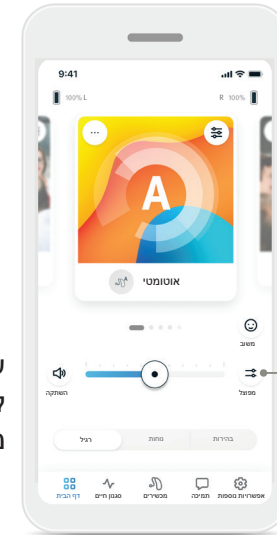 9:41
100% L
R 100%
A
אוטומטי
משוב
השתקה
מפוצל
רגיל
נוחות
בהירות
דף הבית
סגנון חיים
מכשירים
תמיכה
אפשרויות נוספות